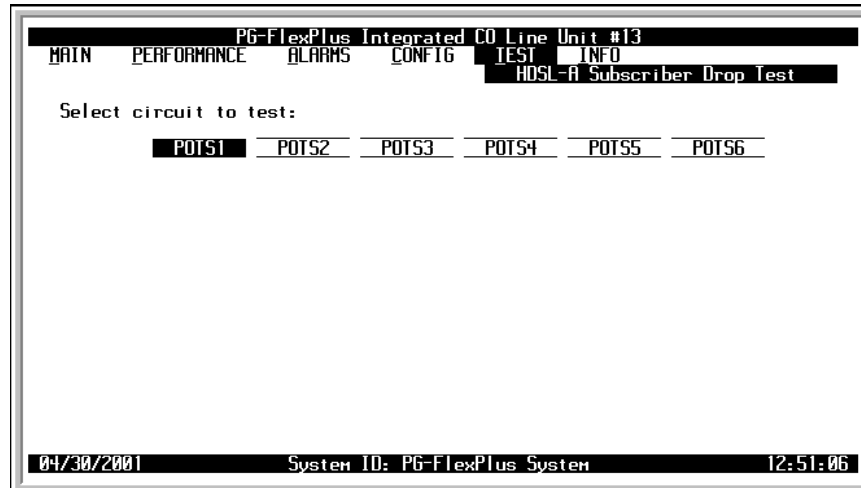 PG-FlexPlus Integrated CO Line Unit #13
MAIN PERFORMANCE ALARMS CONFIG TEST INFO
HDSL-A Subscriber Drop Test
Select circuit to test:
POTS1 POTS2 POTS3 POTS4 POTS5 POTS6
04/30/2001 System ID: PG-FlexPlus System 12:51:06